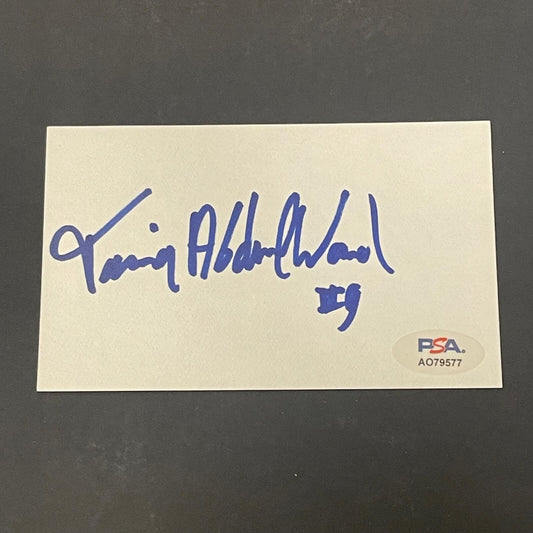 Tariq Abdul Wahad
#9
PSA.
AO79577